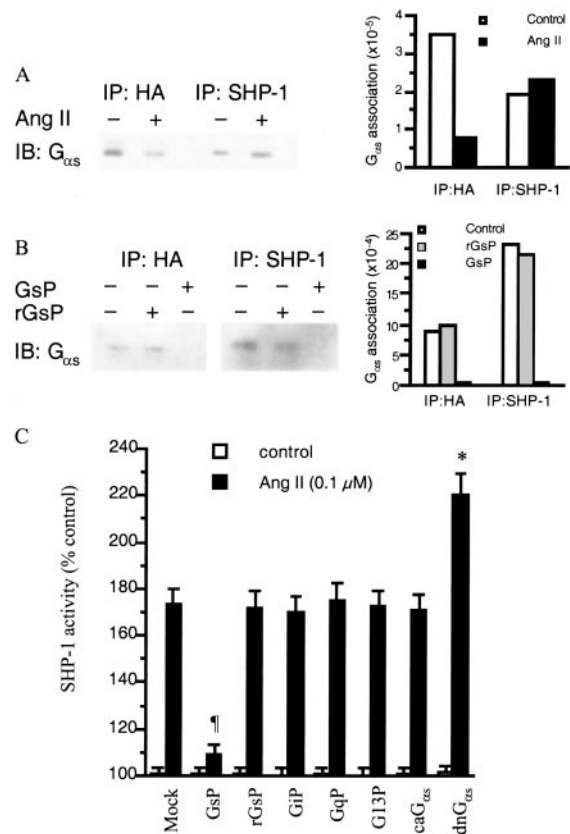 A
IP: HA IP: SHP-1
Ang II − + − +
IB: Gαs
Gαs association (x10-5)
4
3
2
1
0
Control
Ang II
IP:HA IP:SHP-1
B
IP: HA IP: SHP-1
GsP − − + − − +
rGsP − + − − + −
IB: Gαs
Gαs association (x10-4)
25
20
15
10
5
0
Control
rGsP
GsP
IP:HA IP:SHP-1
C
SHP-1 activity (% control)
240
220
200
180
160
140
120
100
control
Ang II (0.1 μM)
¶
*
Mock
GsP
rGsP
GiP
GqP
G13P
caGαs
dnGαs